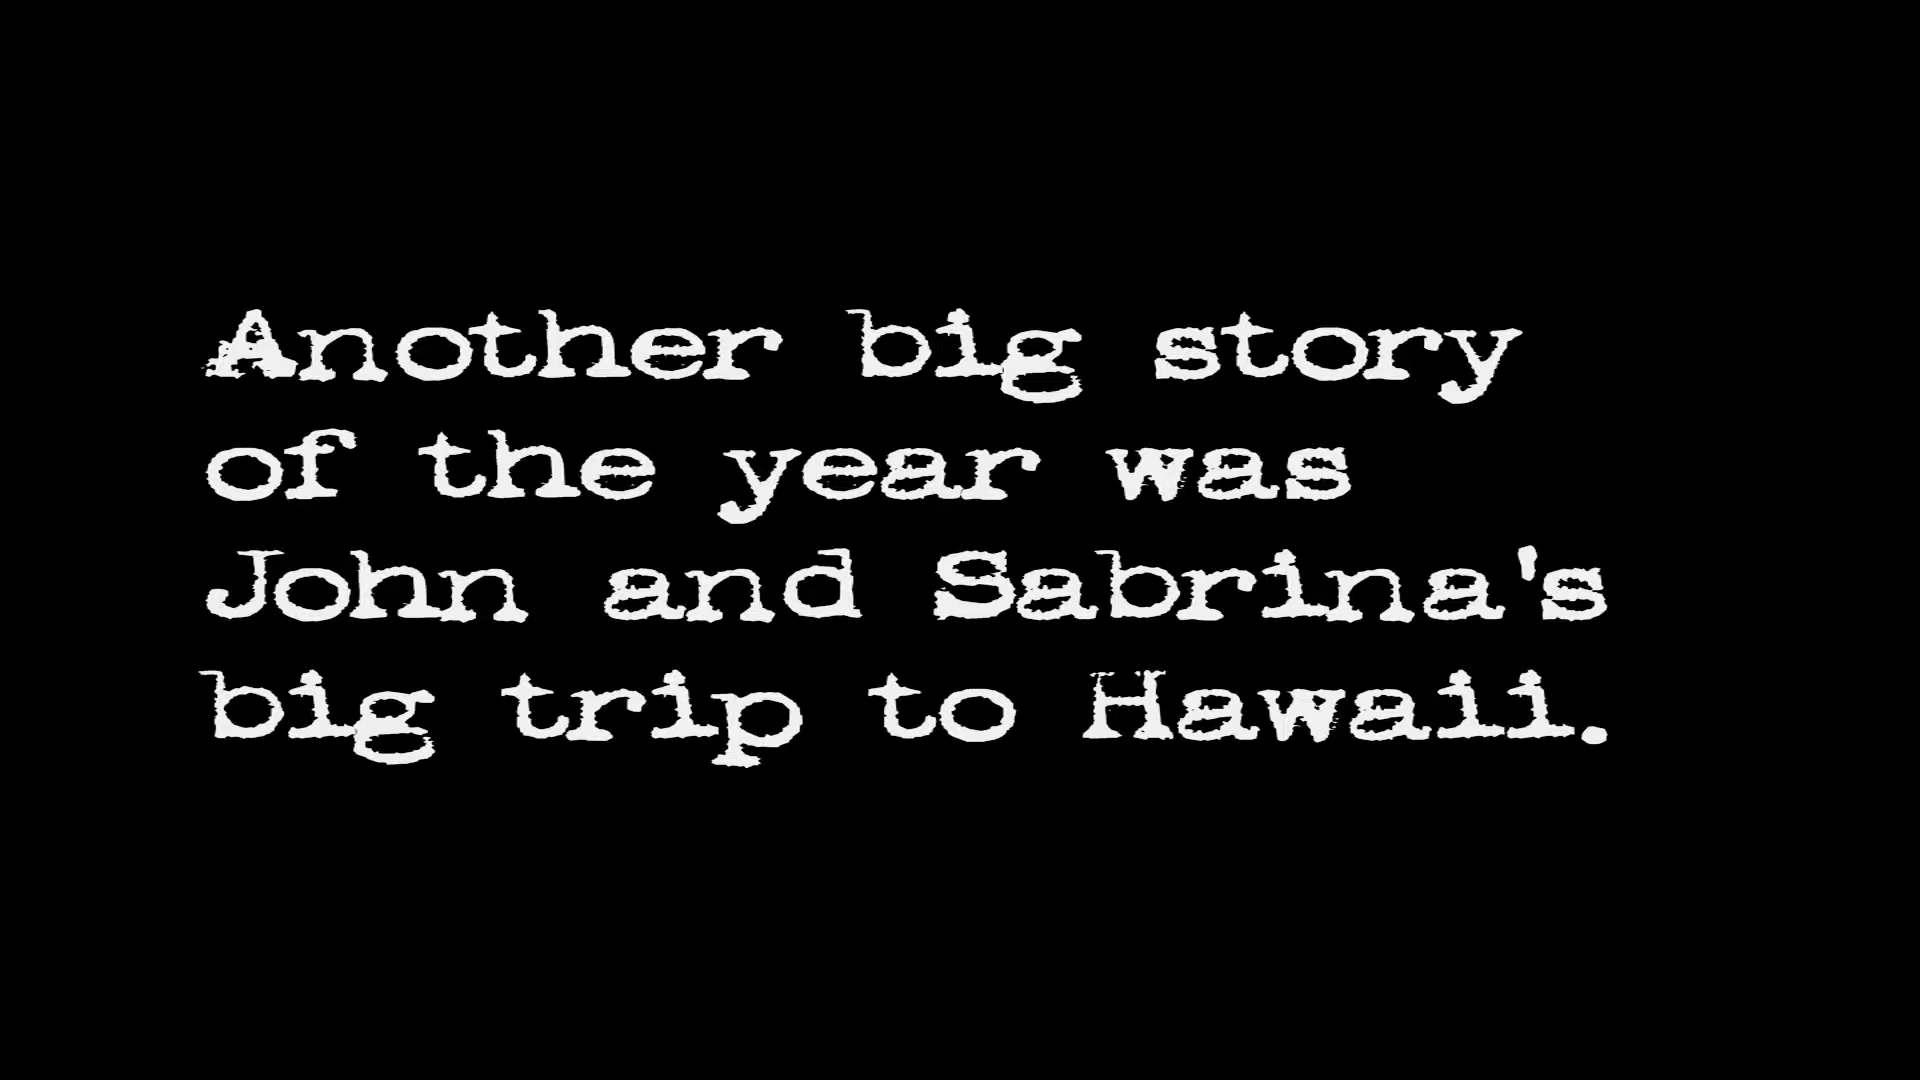 Another big story
of the year was
John and Sabrina's
big trip to Hawaii.